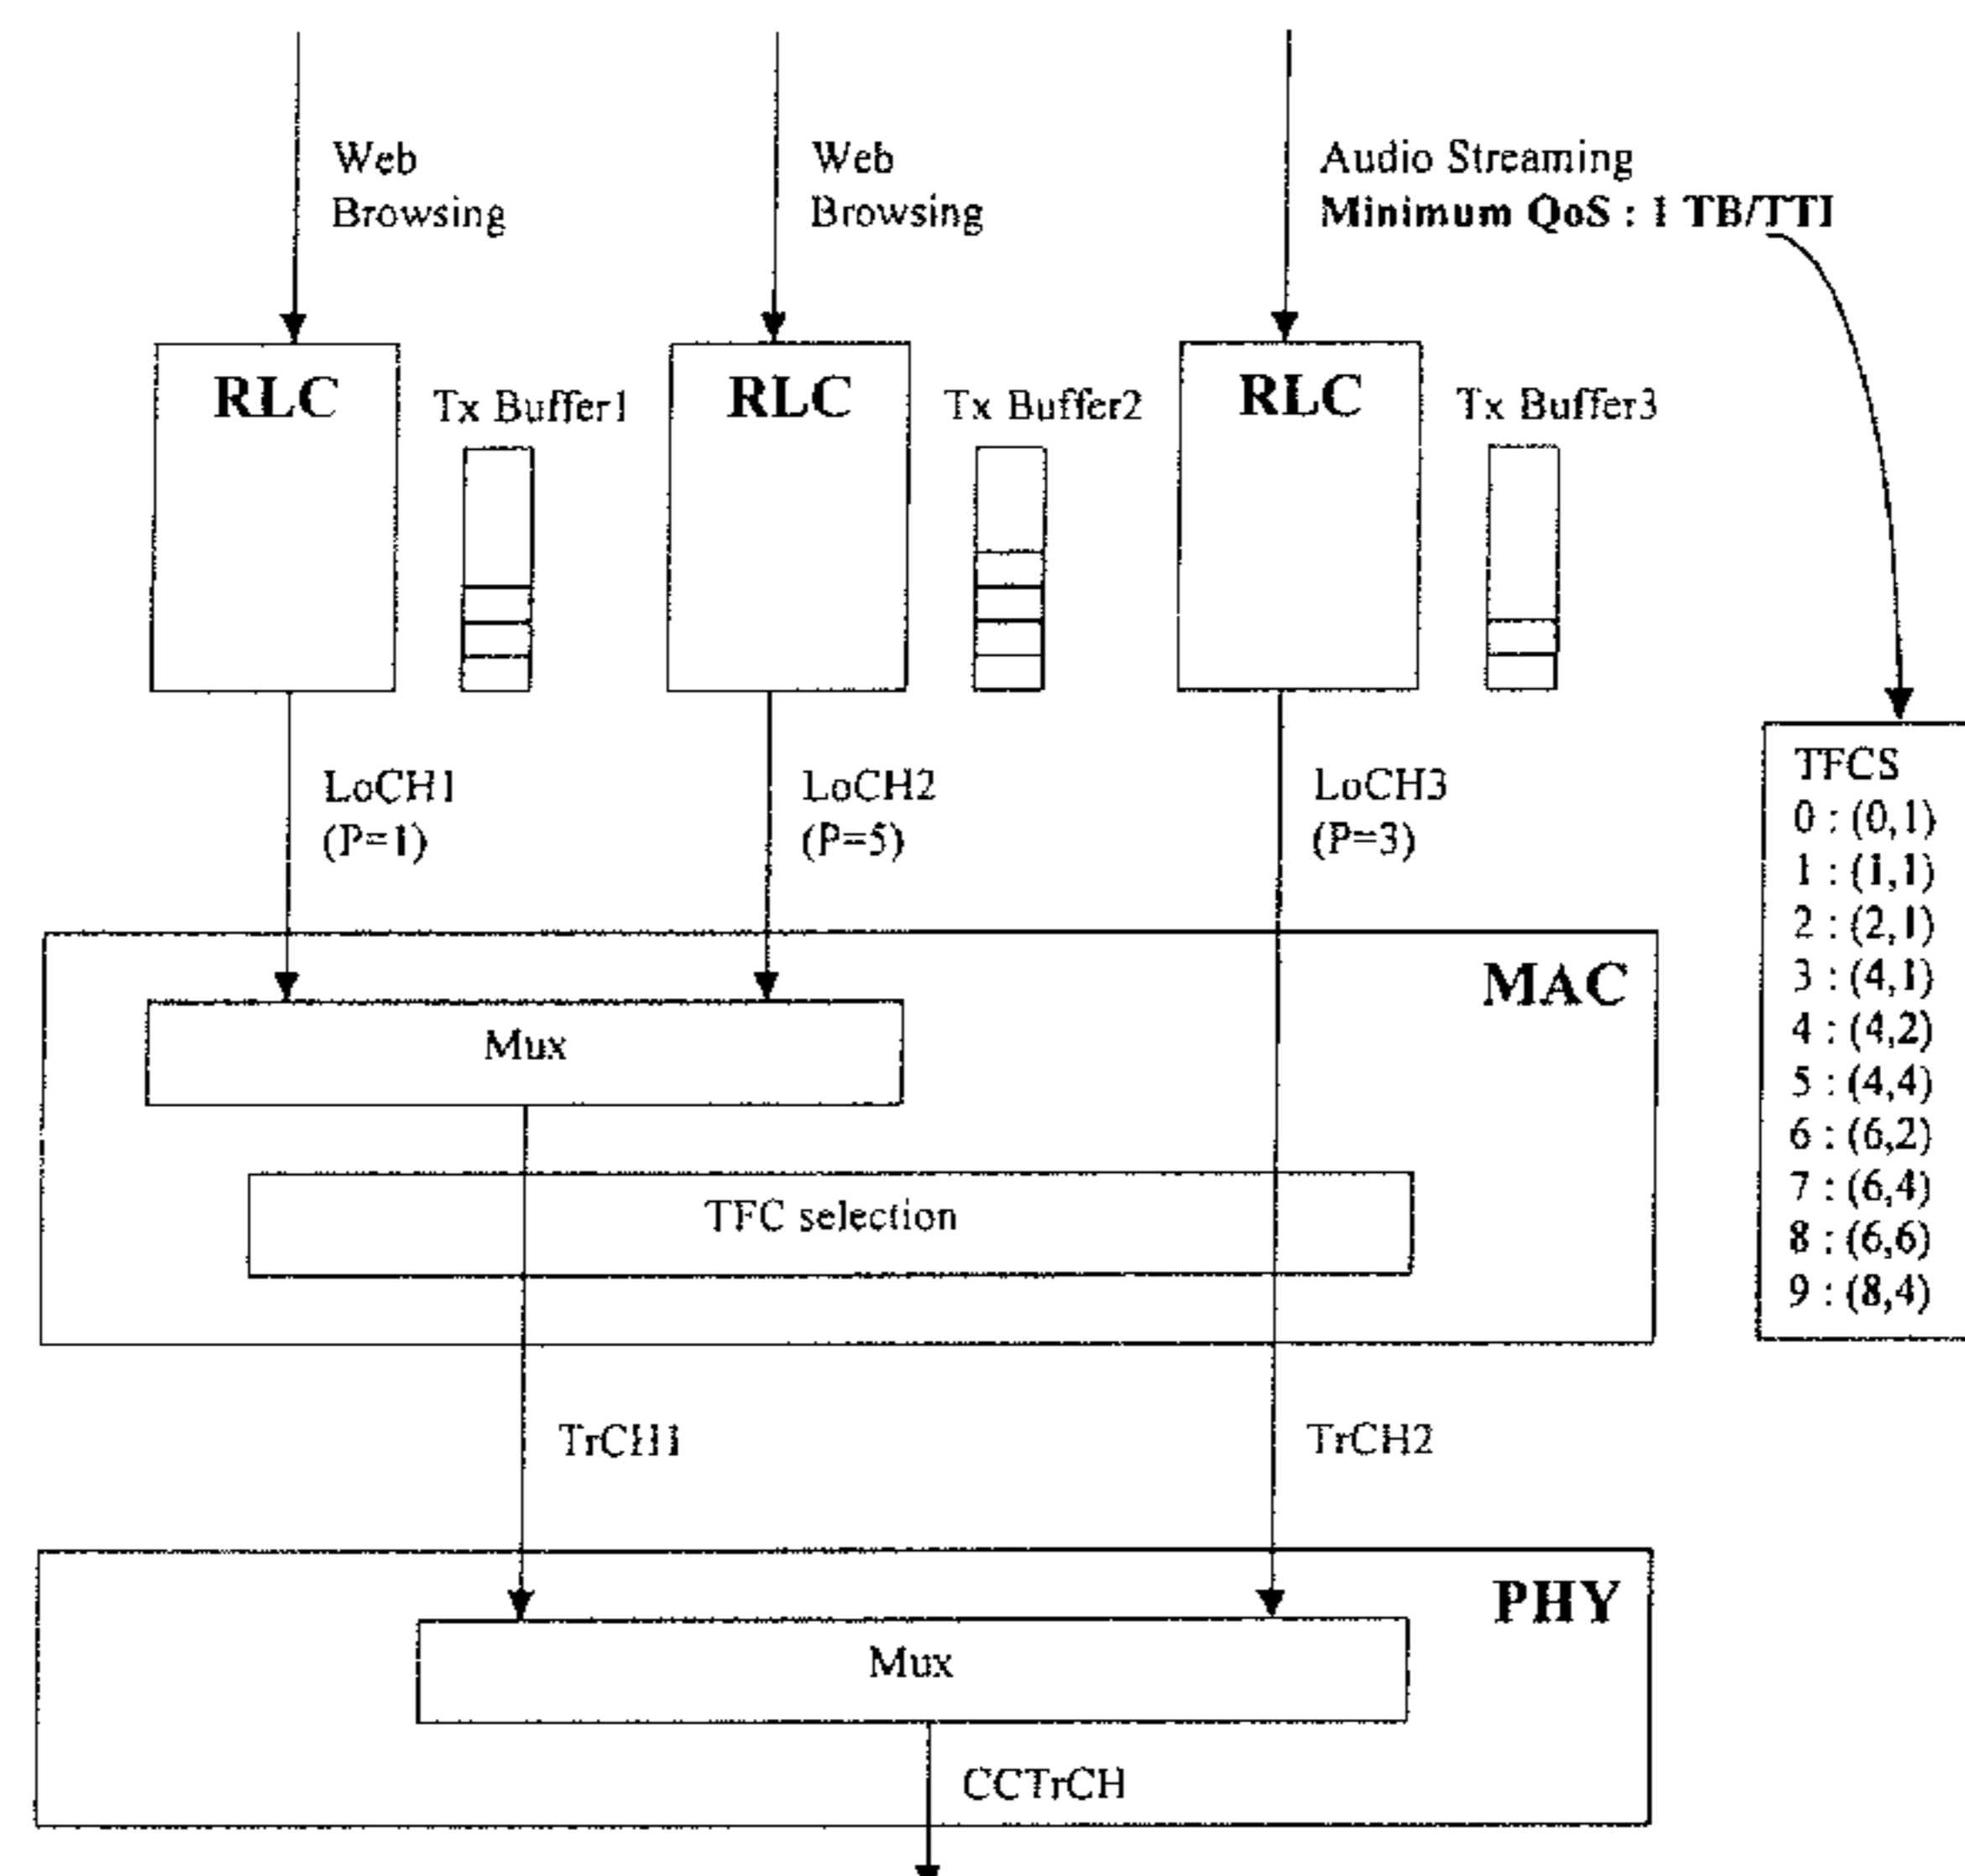 Web
Browsing
Web
Browsing
Audio Streaming
Minimum QoS : 1 TB/TTI
RLC
Tx Buffer1
RLC
Tx Buffer2
RLC
Tx Buffer3
LoCH1
(P=1)
LoCH2
(P=5)
LoCH3
(P=3)
TFCS
0 : (0,1)
1 : (1,1)
2 : (2,1)
3 : (4,1)
4 : (4,2)
5 : (4,4)
6 : (6,2)
7 : (6,4)
8 : (6,6)
9 : (8,4)
MAC
Mux
TFC selection
TrCH1
TrCH2
PHY
Mux
CCTrCH